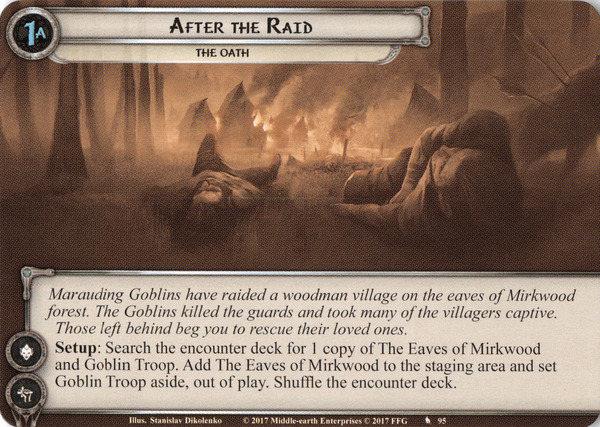 1A
After the Raid
The Oath
Marauding Goblins have raided a woodman village on the eaves of Mirkwood
forest. The Goblins killed the guards and took many of the villagers captive.
Those left behind beg you to rescue their loved ones.
Setup: Search the encounter deck for 1 copy of The Eaves of Mirkwood
and Goblin Troop. Add The Eaves of Mirkwood to the staging area and set
Goblin Troop aside, out of play. Shuffle the encounter deck.
Illus. Stanislav Dikolenko © 2017 Middle-earth Enterprises © 2017 FFG 95